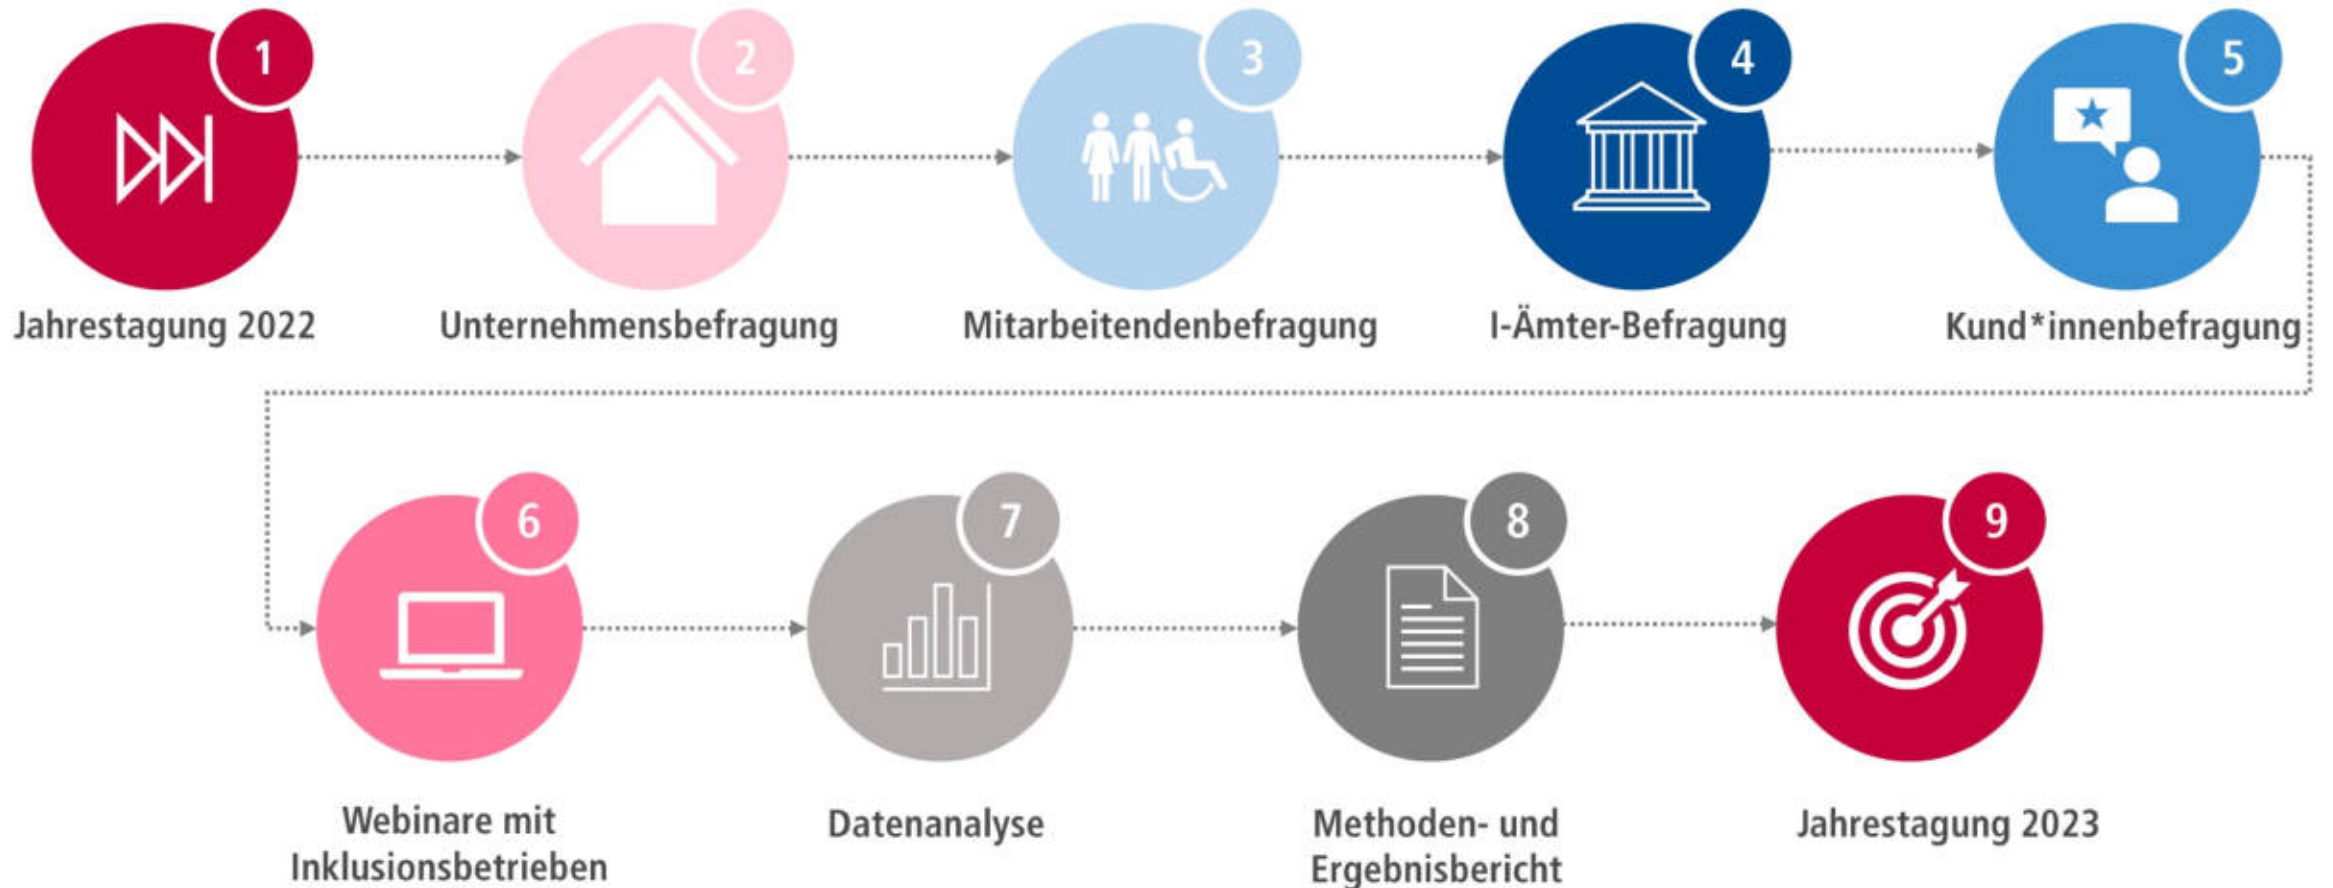 1
2
3
4
5
Jahrestagung 2022
Unternehmensbefragung
Mitarbeitendenbefragung
I-Ämter-Befragung
Kund*innenbefragung
6
7
8
9
Webinare mit
Inklusionsbetrieben
Datenanalyse
Methoden- und
Ergebnisbericht
Jahrestagung 2023